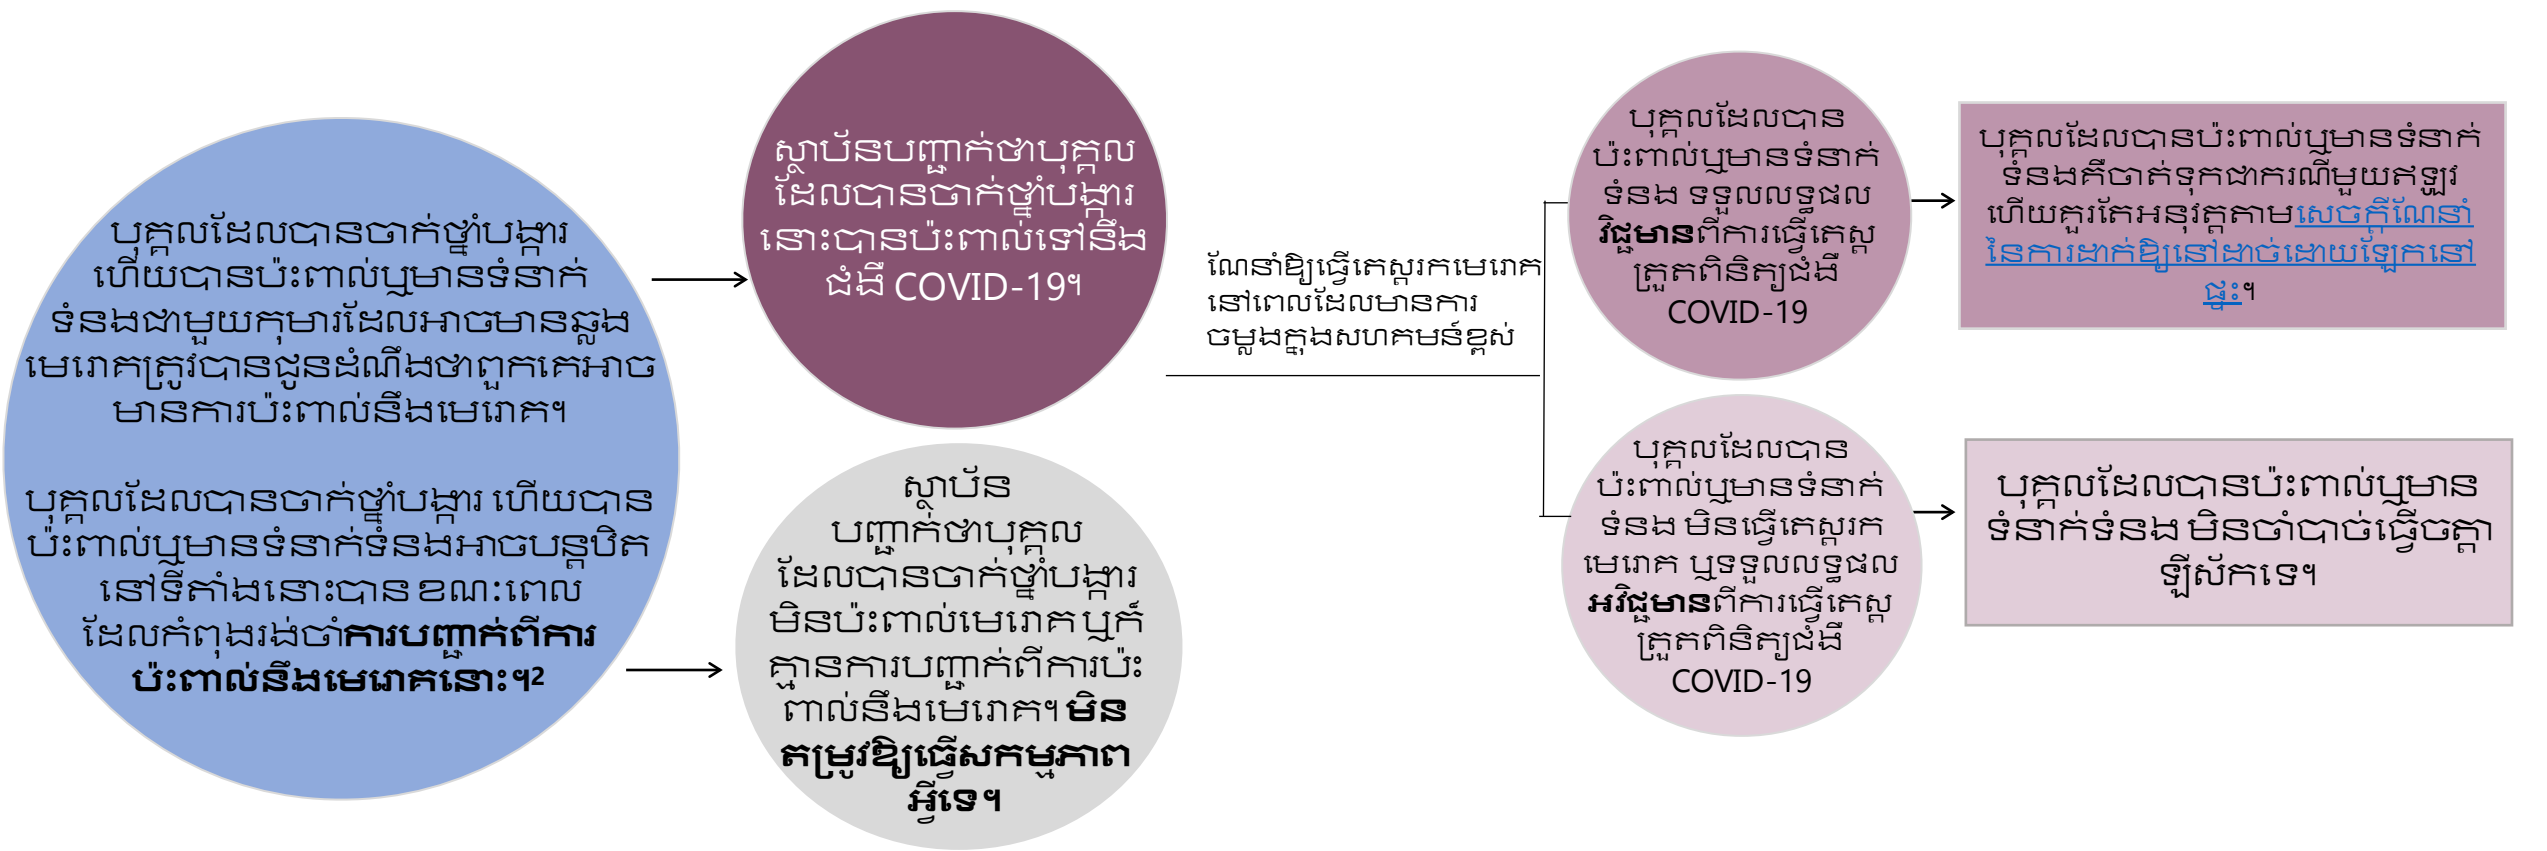 បុគ្គលដែលបានចាក់ថ្នាំបង្ការ
ហើយបានប៉ះពាល់ឬមានទំនាក់
ទំនងជាមួយកុមារដែលអាចមានឆ្លង
មេរោគត្រូវបានជូនដំណឹងថាពួកគេអាច
មានការប៉ះពាល់នឹងមេរោគ។
បុគ្គលដែលបានចាក់ថ្នាំបង្ការ ហើយបាន
ប៉ះពាល់ឬមានទំនាក់ទំនងអាចបន្តឋិត
នៅទីតាំងនោះបាន ខណៈពេល
ដែលកំពុងរង់ចាំការបញ្ជាក់ពីការ
ប៉ះពាល់នឹងមេរោគនោះ។2
ស្ថាប័នបញ្ជាក់ថាបុគ្គល
ដែលបានចាក់ថ្នាំបង្ការ
នោះបានប៉ះពាល់ទៅនឹង
ជំងឺ COVID-19។
ស្ថាប័ន
បញ្ជាក់ថាបុគ្គល
ដែលបានចាក់ថ្នាំបង្ការ
មិនប៉ះពាល់មេរោគ ឬក៏
គ្មានការបញ្ជាក់ពីការប៉ះ
ពាល់នឹងមេរោគ។ មិន
តម្រូវឱ្យធ្វើសកម្មភាព
អ្វីទេ។
ណែនាំឱ្យធ្វើតេស្តរកមេរោគ
នៅពេលដែលមានការ
ចម្លងក្នុងសហគមន៍ខ្ពស់
បុគ្គលដែលបាន
ប៉ះពាល់ឬមានទំនាក់
ទំនង ទទួលលទ្ធផល
វិជ្ជមានពីការធ្វើតេស្ត
ត្រួតពិនិត្យជំងឺ
COVID-19
បុគ្គលដែលបានប៉ះពាល់ឬមានទំនាក់
ទំនងគឺចាត់ទុកជាករណីមួយឥឡូវ
ហើយគួរតែអនុវត្តតាមសេចក្តីណែនាំ
នៃការដាក់ឱ្យនៅដាច់ដោយឡែកនៅ
ផ្ទះ។
បុគ្គលដែលបាន
ប៉ះពាល់ឬមានទំនាក់
ទំនង មិនធ្វើតេស្តរក
មេរោគ ឬទទួលលទ្ធផល
អវិជ្ជមានពីការធ្វើតេស្ត
ត្រួតពិនិត្យជំងឺ
COVID-19
បុគ្គលដែលបានប៉ះពាល់ឬមាន
ទំនាក់ទំនង មិនចាំបាច់ធ្វើចត្តា
ឡីស័កទេ។